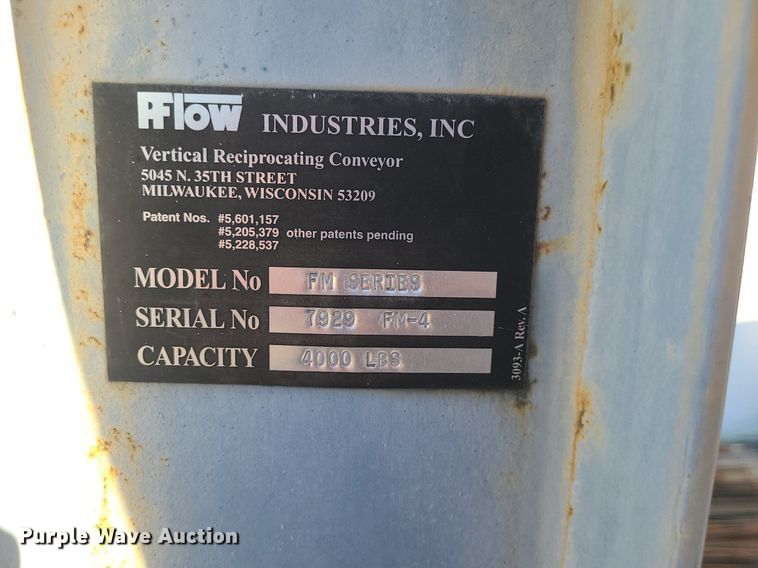 PFlow INDUSTRIES, INC
Vertical Reciprocating Conveyor
5045 N. 35TH STREET
MILWAUKEE, WISCONSIN 53209
Patent Nos. #5,601,157
#5,205,379 other patents pending
#5,228,537
MODEL No FM SERIES
SERIAL No 7929 FM-4
CAPACITY 4000 LBS
3093-A Rev. A
Purple Wave Auction